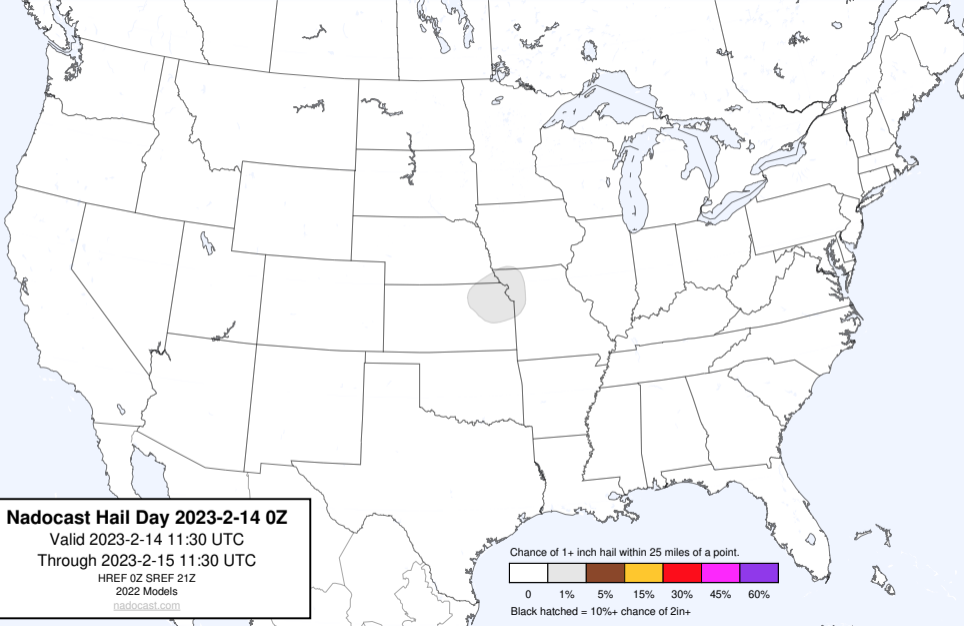 Nadocast Hail Day 2023-2-14 0Z
Valid 2023-2-14 11:30 UTC
Through 2023-2-15 11:30 UTC
HREF 0Z SREF 21Z
2022 Models
nadocast.com
Chance of 1+ inch hail within 25 miles of a point.
0 1% 5% 15% 30% 45% 60%
Black hatched = 10%+ chance of 2in+